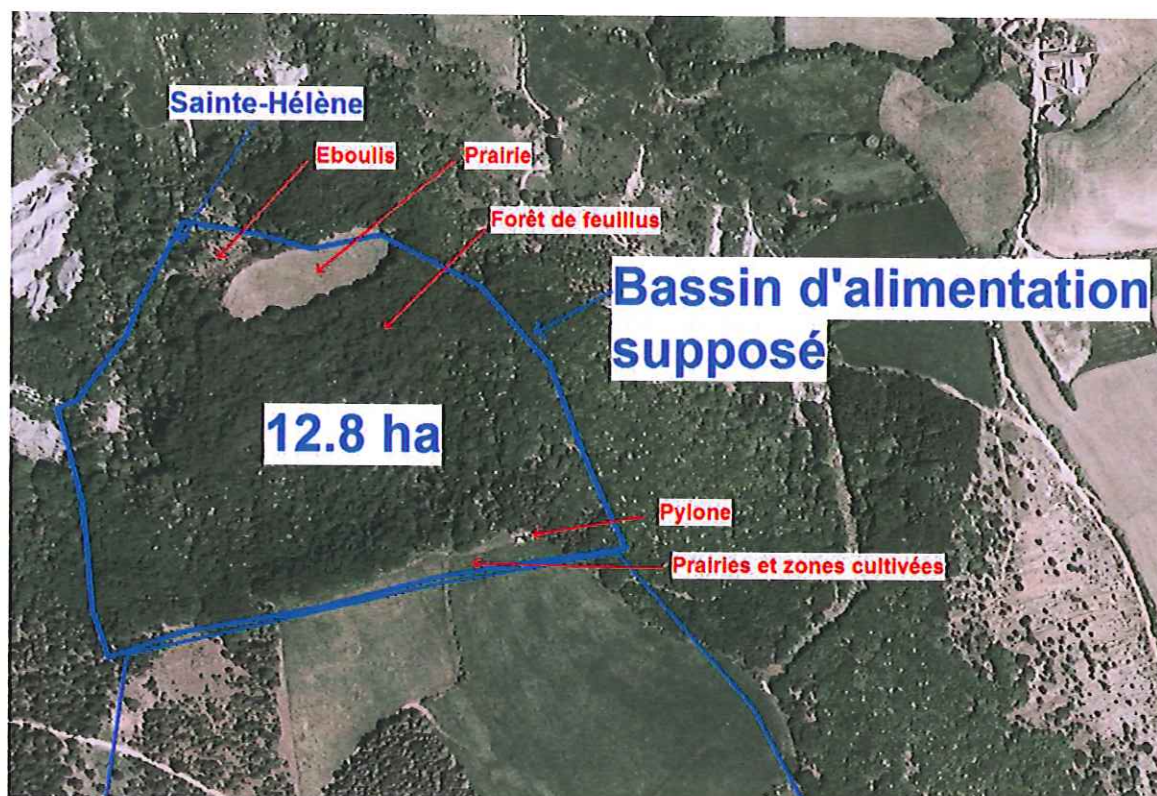 Sainte-Hélène
Eboulis
Prairie
Forêt de feuillus
Bassin d'alimentation
supposé
12.8 ha
Pylone
Prairies et zones cultivées